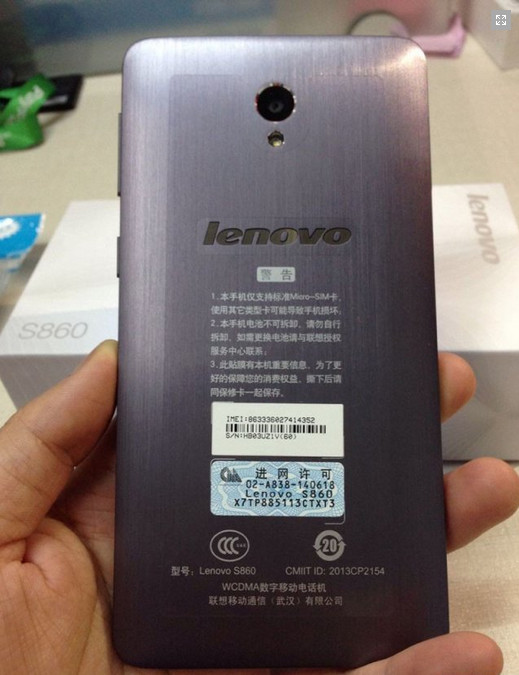 lenovo
警告
1.本手机仅支持标准Micro-SIM卡,
使用其它类型卡可能导致手机损坏.
2.本手机电池不可拆卸、请勿自行
拆卸、如需更换电池请与联想授权
服务中心联系。
3.此贴膜有本机重要信息、为了更
好的保障您的消费权益、撕下后请
同保修卡一起保存。
IMEI:863336027414352
S/N:HB03UZ1V(60)
进网许可
02-A838-140618
Lenovo S860
X7TP885113CTXT3
20
型号: Lenovo S860
CMIIT ID: 2013CP2154
WCDMA数字移动电话机
联想移动通信（武汉）有限公司
S860
lenovo